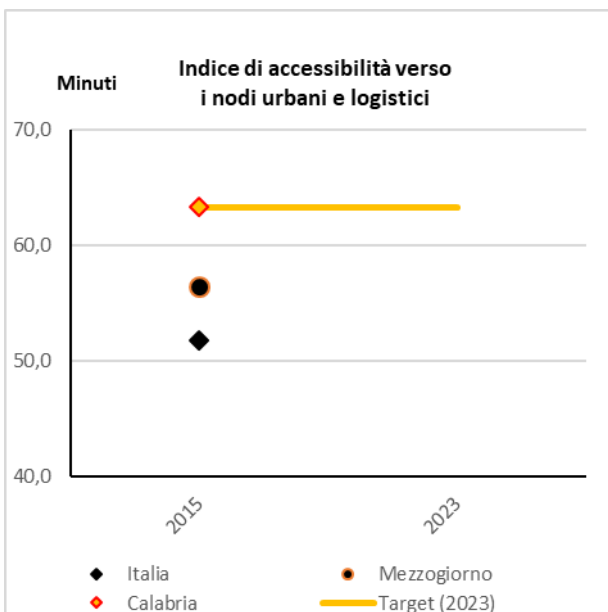 Minuti
Indice di accessibilità verso
i nodi urbani e logistici
70,0
60,0
50,0
40,0
2015
2023
Italia
Mezzogiorno
Calabria
Target (2023)